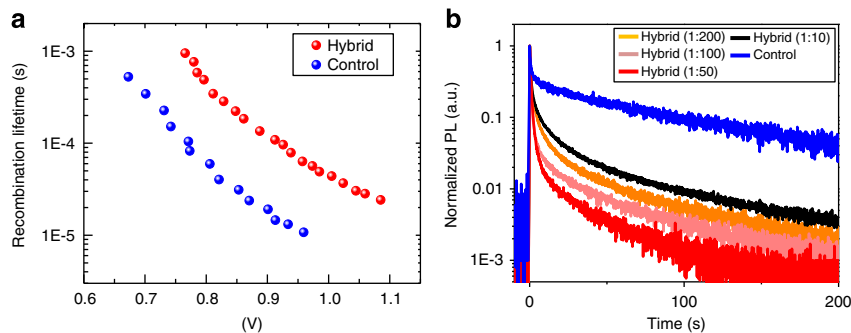 a
Recombination lifetime (s)
1E-3
1E-4
1E-5
Hybrid
Control
0.6 0.7 0.8 0.9 1.0 1.1
(V)
b
Normalized PL (a.u.)
1
0.1
0.01
1E-3
Hybrid (1:200)
Hybrid (1:100)
Hybrid (1:50)
Hybrid (1:10)
Control
0 100 200
Time (s)